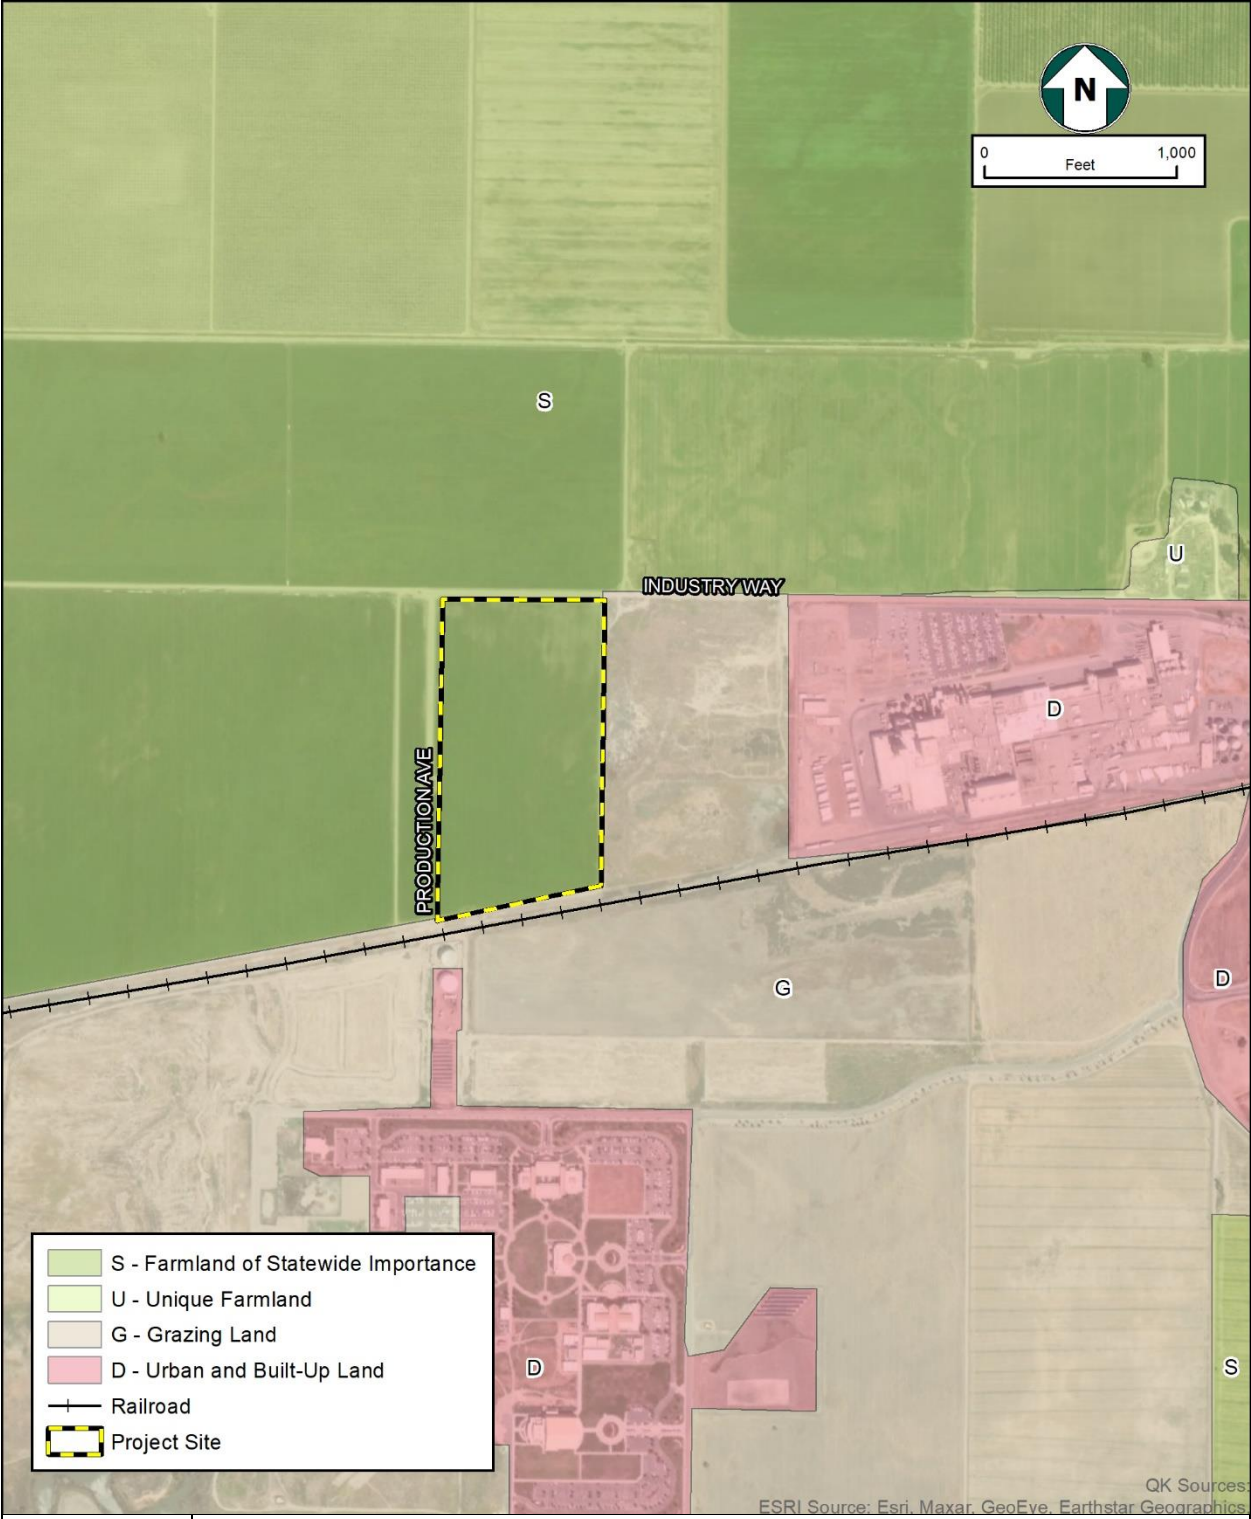 N
0 1,000
Feet
S
U
INDUSTRY WAY
D
PRODUCTION AVE
D
G
S - Farmland of Statewide Importance
U - Unique Farmland
G - Grazing Land
D - Urban and Built-Up Land
Railroad
Project Site
D
S
QK Sources:
ESRI Source: Esri, Maxar, GeoEye, Earthstar Geographics,